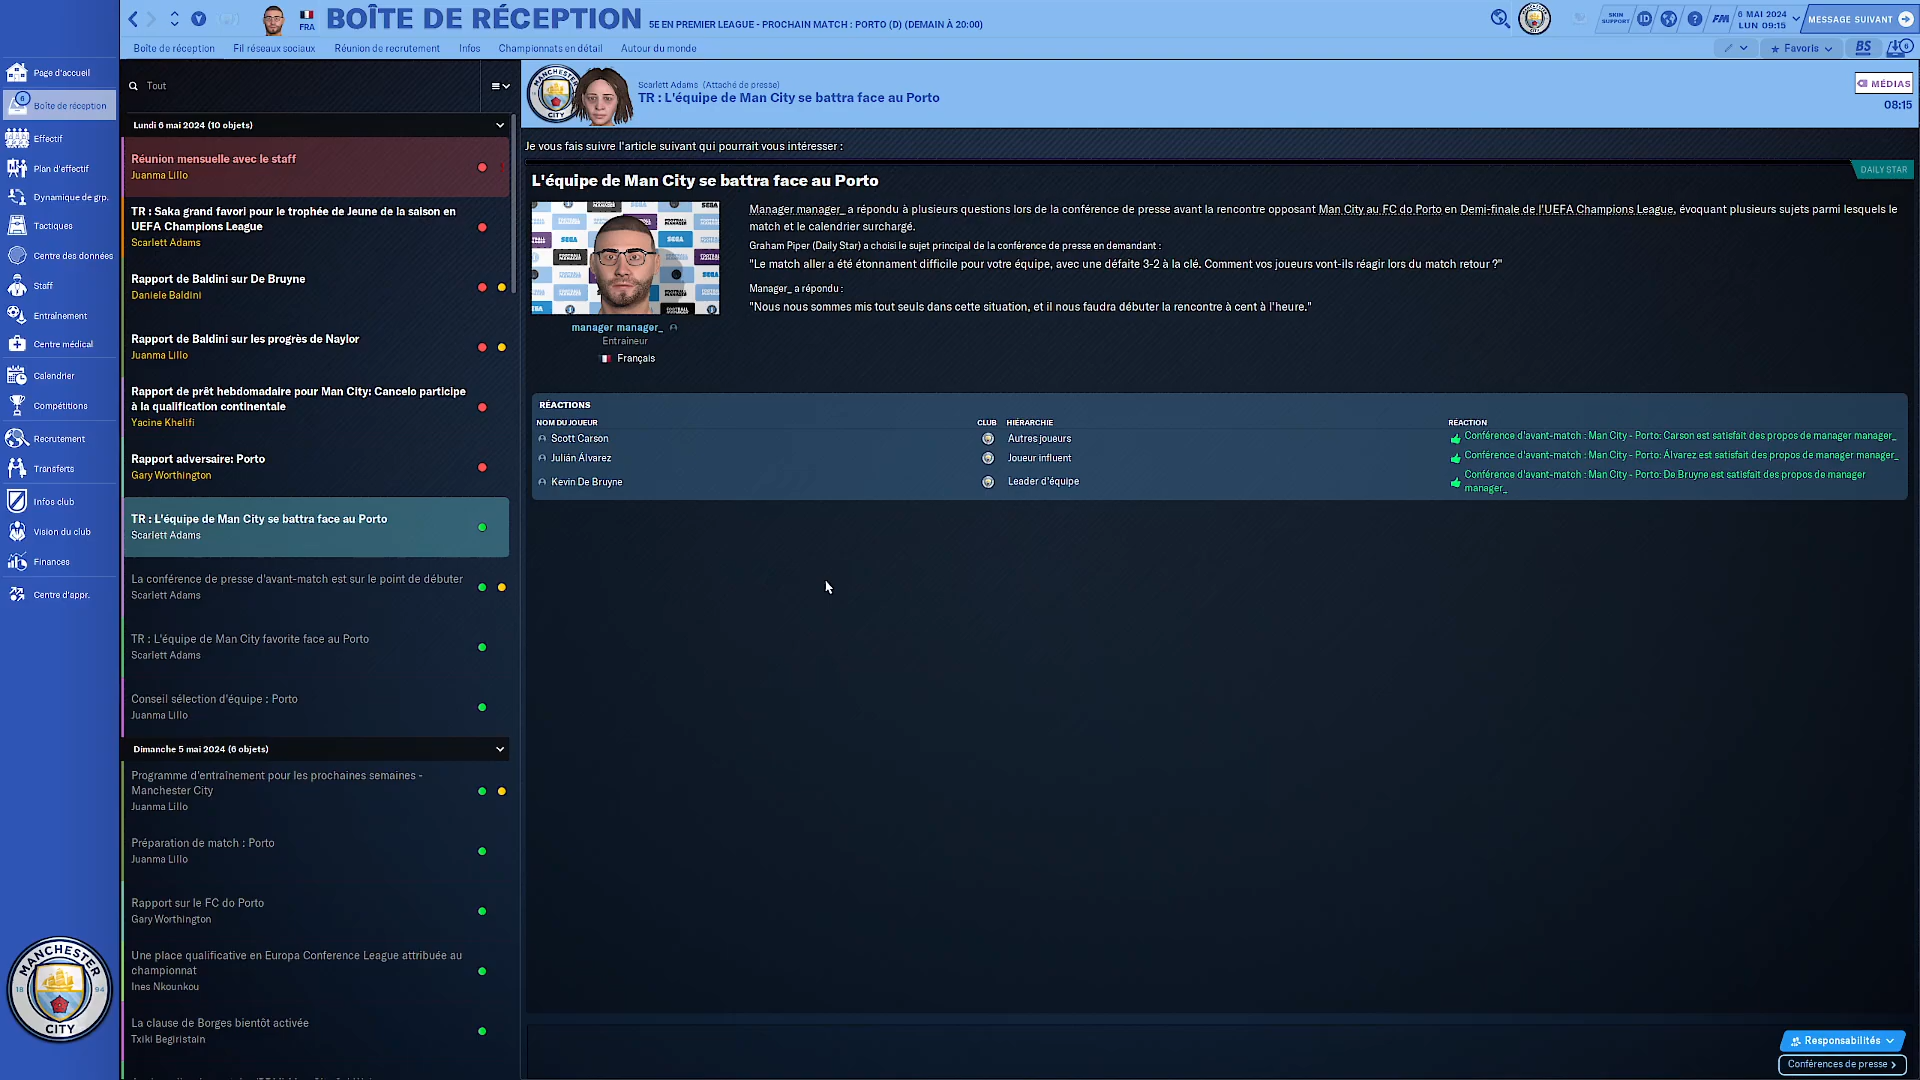 BOÎTE DE RÉCEPTION
FRA
5E EN PREMIER LEAGUE - PROCHAIN MATCH : PORTO (D) (DEMAIN À 20:00)
SKIN SUPPORT
ID
FM
6 MAI 2024
LUN 09:15
MESSAGE SUIVANT
Boîte de réception
Fil réseaux sociaux
Réunion de recrutement
Infos
Championnats en détail
Autour du monde
Favoris
BS
6
Page d'accueil
6
Boîte de réception
Effectif
Plan d'effectif
Dynamique de grp.
Tactiques
Centre des données
Staff
Entraînement
Centre médical
Calendrier
Compétitions
Recrutement
Transferts
Infos club
Vision du club
Finances
Centre d'appr.
MANCHESTER
18 94
CITY
Tout
Lundi 6 mai 2024 (10 objets)
Réunion mensuelle avec le staff
Juanma Lillo
TR : Saka grand favori pour le trophée de Jeune de la saison en
UEFA Champions League
Scarlett Adams
Rapport de Baldini sur De Bruyne
Daniele Baldini
Rapport de Baldini sur les progrès de Naylor
Juanma Lillo
Rapport de prêt hebdomadaire pour Man City: Cancelo participe
à la qualification continentale
Yacine Khelifi
Rapport adversaire: Porto
Gary Worthington
TR : L'équipe de Man City se battra face au Porto
Scarlett Adams
La conférence de presse d'avant-match est sur le point de débuter
Scarlett Adams
TR : L'équipe de Man City favorite face au Porto
Scarlett Adams
Conseil sélection d'équipe : Porto
Juanma Lillo
Dimanche 5 mai 2024 (6 objets)
Programme d'entraînement pour les prochaines semaines -
Manchester City
Juanma Lillo
Préparation de match : Porto
Juanma Lillo
Rapport sur le FC do Porto
Gary Worthington
Une place qualificative en Europa Conference League attribuée au
championnat
Ines Nkounkou
La clause de Borges bientôt activée
Txiki Begiristain
MANCHESTER
CITY
Scarlett Adams (Attaché de presse)
TR : L'équipe de Man City se battra face au Porto
MÉDIAS
08:15
Je vous fais suivre l'article suivant qui pourrait vous intéresser :
DAILY STAR
L'équipe de Man City se battra face au Porto
SEGA
manager manager_
Entraineur
Français
Manager manager_ a répondu à plusieurs questions lors de la conférence de presse avant la rencontre opposant Man City au FC do Porto en Demi-finale de l'UEFA Champions League, évoquant plusieurs sujets parmi lesquels le
match et le calendrier surchargé.
Graham Piper (Daily Star) a choisi le sujet principal de la conférence de presse en demandant :
"Le match aller a été étonnament difficile pour votre équipe, avec une défaite 3-2 à la clé. Comment vos joueurs vont-ils réagir lors du match retour ?"
Manager_ a répondu :
"Nous nous sommes mis tout seuls dans cette situation, et il nous faudra débuter la rencontre à cent à l'heure."
RÉACTIONS
NOM DU JOUEUR
CLUB
HIÉRARCHIE
RÉACTION
Scott Carson
Autres joueurs
Conférence d'avant-match : Man City - Porto: Carson est satisfait des propos de manager manager_
Julián Álvarez
Joueur influent
Conférence d'avant-match : Man City - Porto: Álvarez est satisfait des propos de manager manager_
Kevin De Bruyne
Leader d'équipe
Conférence d'avant-match : Man City - Porto: De Bruyne est satisfait des propos de manager
manager_
Responsabilités
Conférences de presse